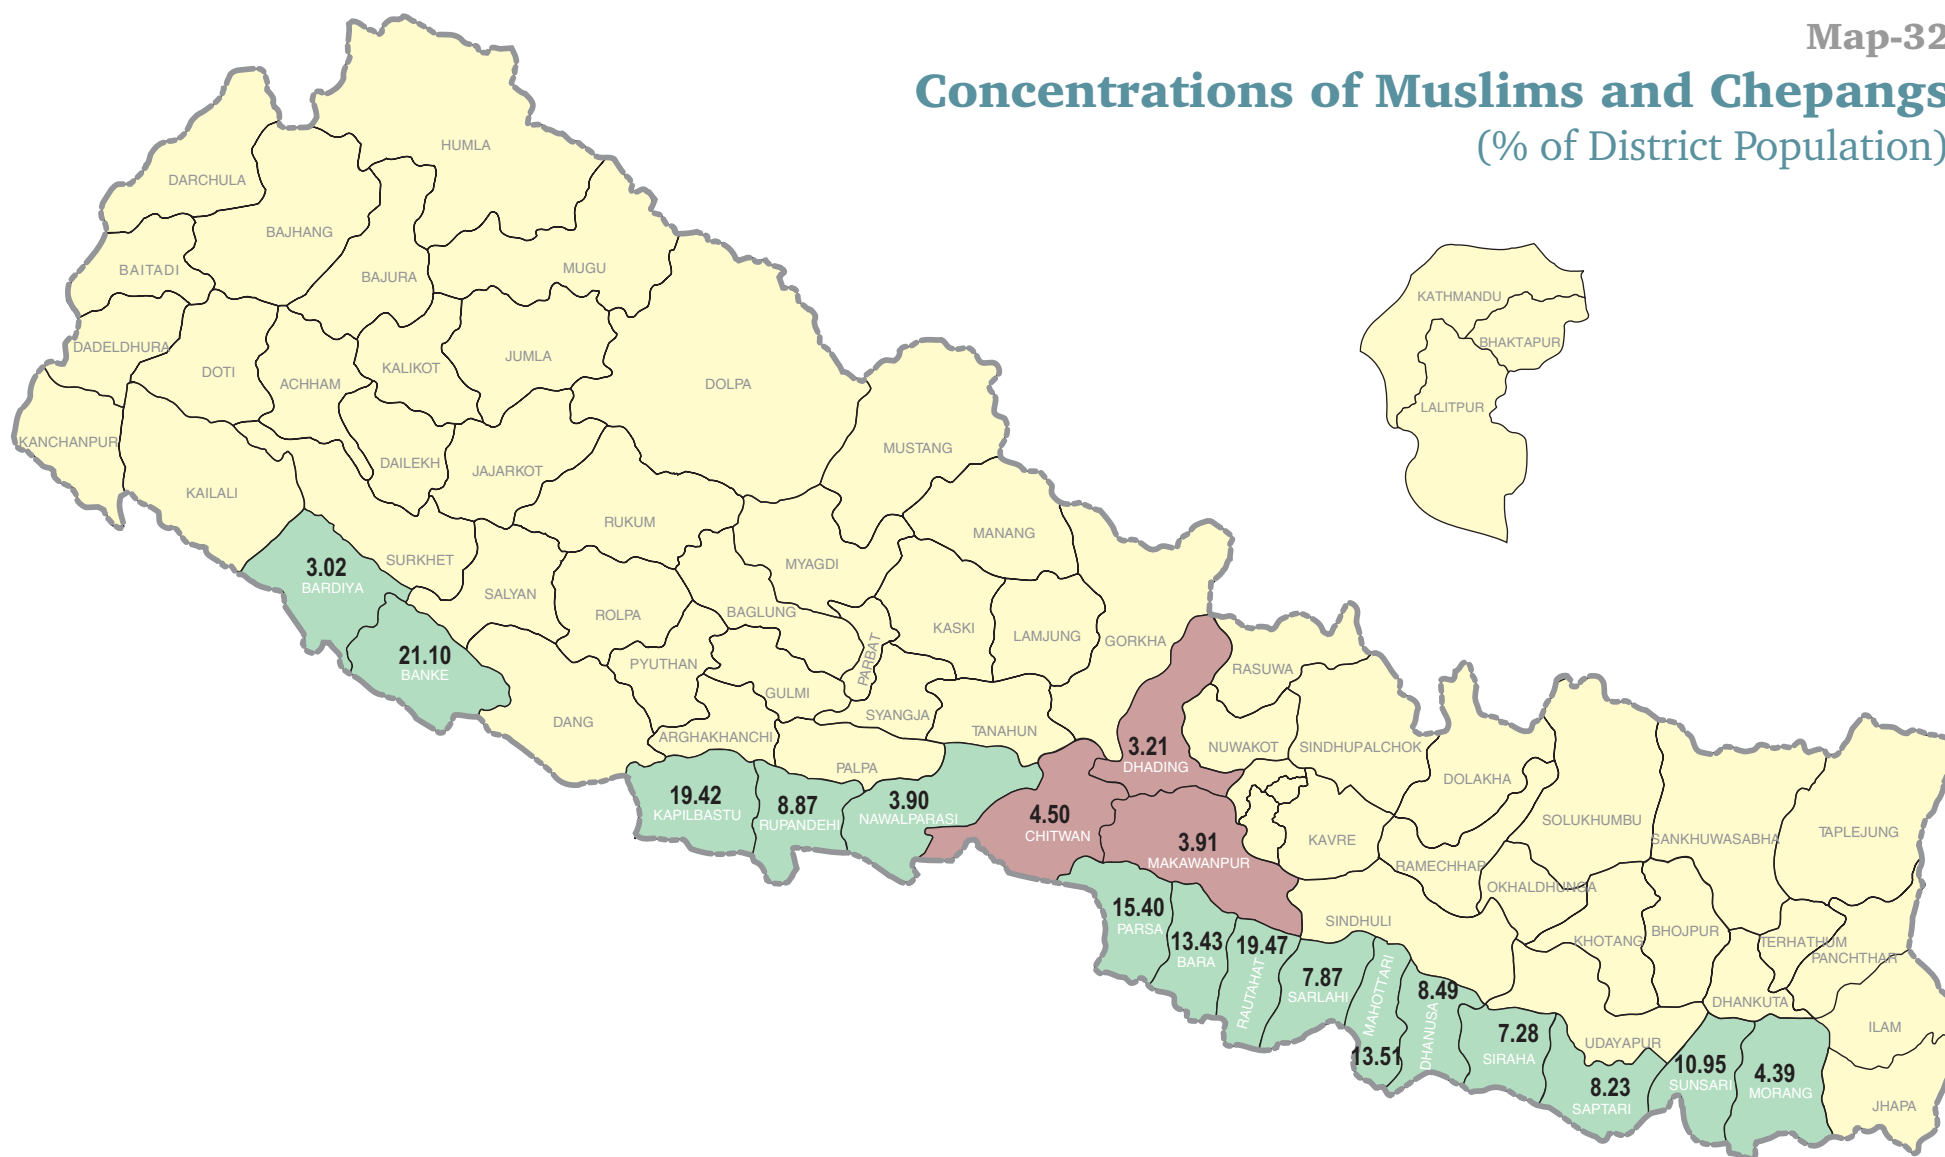 Map-32
Concentrations of Muslims and Chepangs
(% of District Population)
HUMLA
DARCHULA
BAJHANG
BAITADI
BAJURA
MUGU
KATHMANDU
BHAKTAPUR
LALITPUR
DADELDHURA
DOTI
ACHHAM
KALIKOT
JUMLA
DOLPA
KANCHANPUR
MUSTANG
DAILEKH
JAJARKOT
KAILALI
RUKUM
MANANG
SURKHET
MYAGDI
3.02
BARDIYA
SALYAN
ROLPA
BAGLUNG
PARBAT
KASKI
LAMJUNG
GORKHA
21.10
BANKE
PYUTHAN
GULMI
RASUWA
DANG
SYANGJA
TANAHUN
ARGHAKHANCHI
PALPA
3.21
DHADING
NUWAKOT
SINDHUPALCHOK
DOLAKHA
19.42
KAPILBASTU
8.87
RUPANDEHI
3.90
NAWALPARASI
4.50
CHITWAN
3.91
MAKAWANPUR
KAVRE
RAMECHHAP
SOLUKHUMBU
SANKHUWASABHA
TAPLEJUNG
OKHALDHUNGA
15.40
PARSA
13.43
BARA
19.47
RAUTAHAT
SINDHULI
KHOTANG
BHOJPUR
TERHATHUM
PANCHTHAR
7.87
SARLAHI
MAHOTTARI
13.51
8.49
DHANUSA
7.28
SIRAHA
UDAYAPUR
DHANKUTA
ILAM
8.23
SAPTARI
10.95
SUNSARI
4.39
MORANG
JHAPA